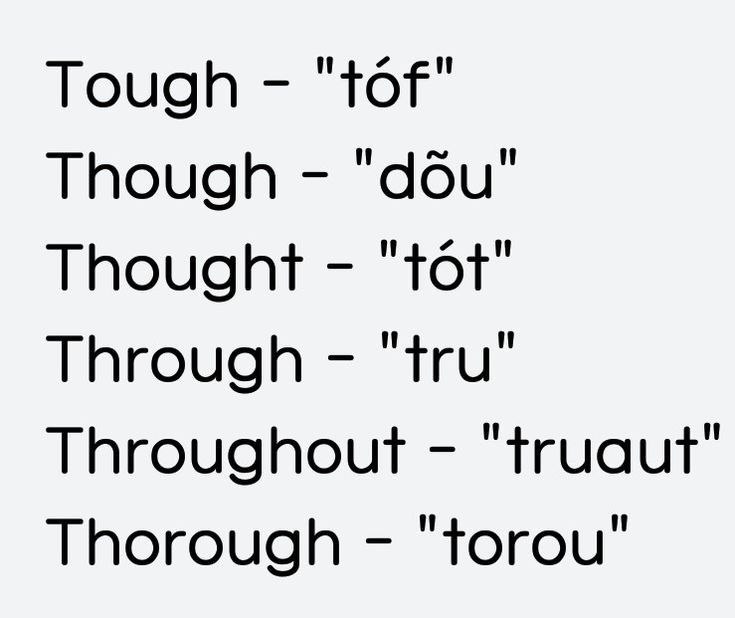 Tough - "tóf"
Though - "dõu"
Thought - "tót"
Through - "tru"
Throughout - "truaut"
Thorough - "torou"